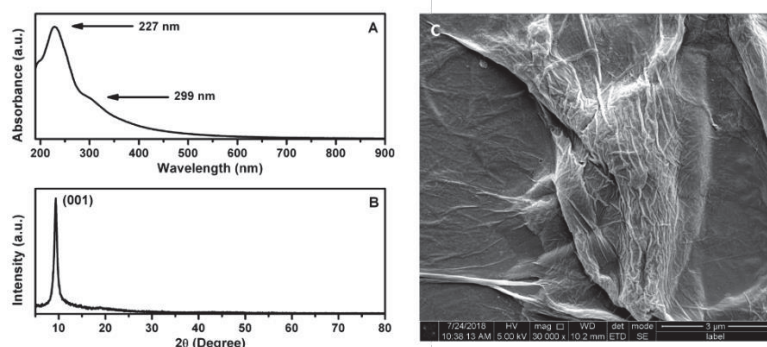 Absorbance (a.u.)
A
227 nm
299 nm
200 300 400 500 600 700 800 900
Wavelength (nm)
Intensity (a.u.)
B
(001)
10 20 30 40 50 60 70 80
2θ (Degree)
C
7/24/2018 HV mag □ WD det mode 3 µm
10:38:13 AM 5.00 kV 30 000 x 10.2 mm ETD SE label